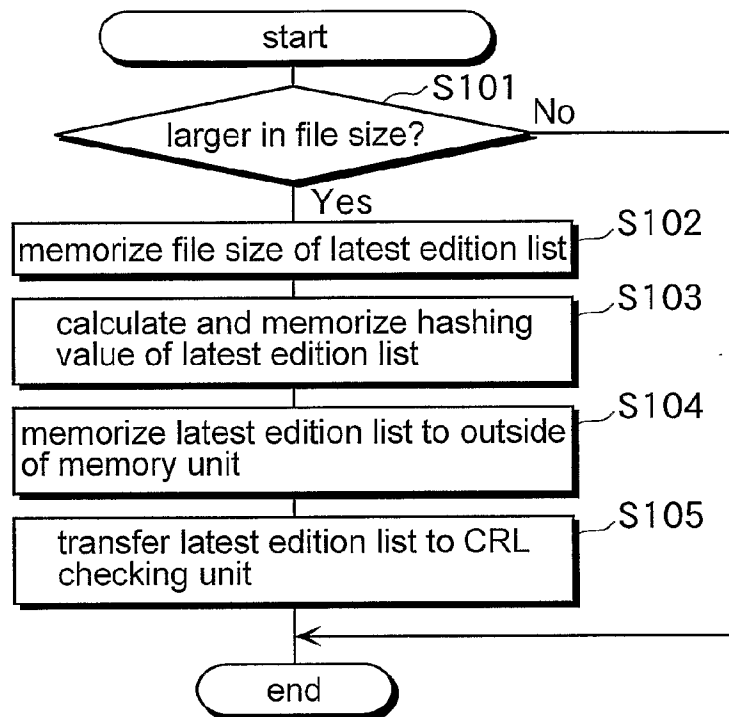 start
S101
larger in file size?
No
Yes
memorize file size of latest edition list
S102
calculate and memorize hashing
value of latest edition list
S103
memorize latest edition list to outside
of memory unit
S104
transfer latest edition list to CRL
checking unit
S105
end